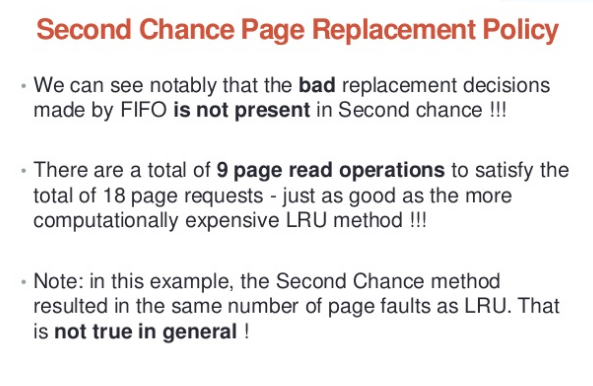 Second Chance Page Replacement Policy
• We can see notably that the bad replacement decisions
made by FIFO is not present in Second chance !!!
• There are a total of 9 page read operations to satisfy the
total of 18 page requests - just as good as the more
computationally expensive LRU method !!!
• Note: in this example, the Second Chance method
resulted in the same number of page faults as LRU. That
is not true in general !